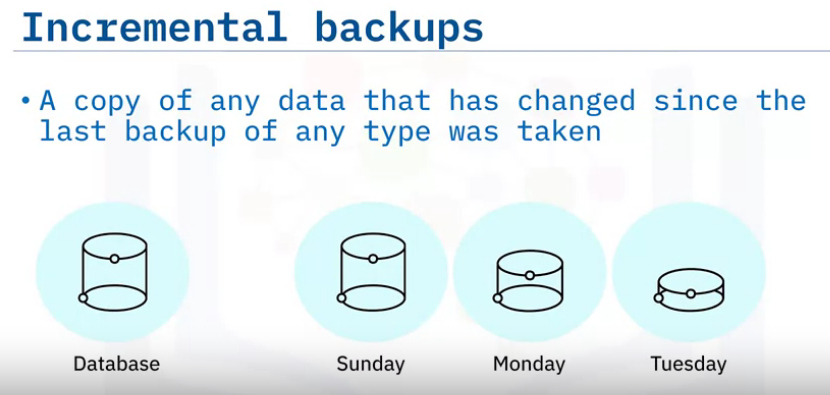 Incremental backups
• A copy of any data that has changed since the
last backup of any type was taken
Database
Sunday
Monday
Tuesday